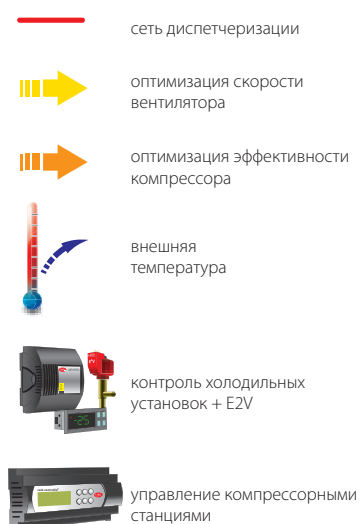 сеть диспетчеризации
оптимизация скорости
вентилятора
оптимизация эффективности
компрессора
внешняя
температура
контроль холодильных
установок + E2V
управление компрессорными
станциями